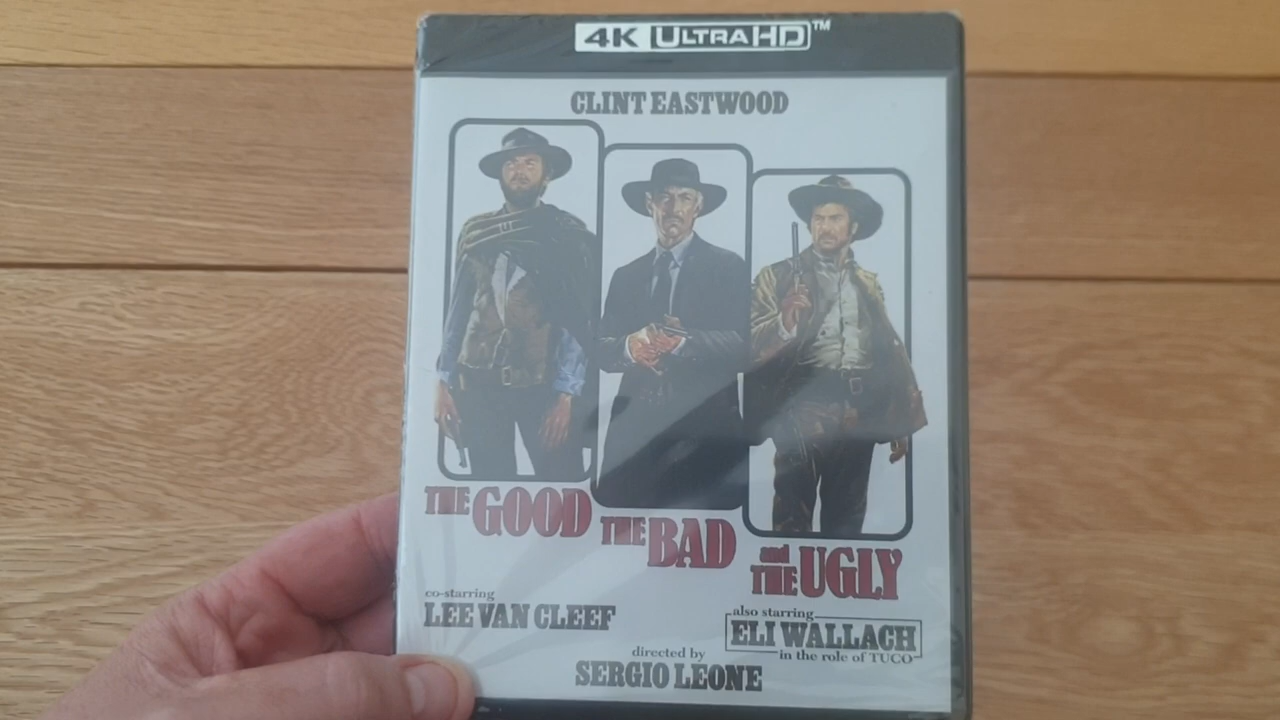 4K ULTRA HD™
CLINT EASTWOOD
THE GOOD
THE BAD
and
THE UGLY
co-starring
LEE VAN CLEEF
also starring
ELI WALLACH
in the role of TUCO
directed by
SERGIO LEONE